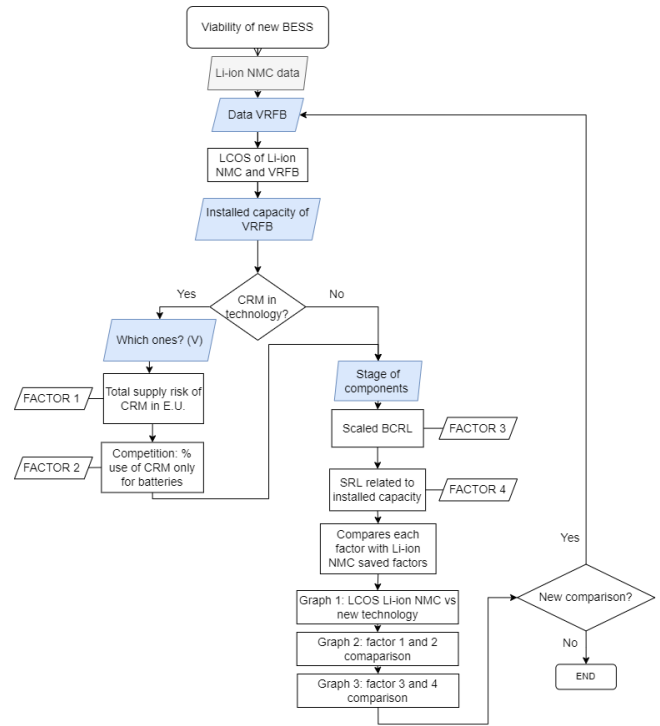 Viability of new BESS
Li-ion NMC data
Data VRFB
LCOS of Li-ion
NMC and VRFB
Installed capacity of
VRFB
CRM in
technology?
Yes
No
Which ones? (V)
Total supply risk of
CRM in E.U.
FACTOR 1
Competition: %
use of CRM only
for batteries
FACTOR 2
Stage of
components
Scaled BCRL
FACTOR 3
SRL related to
installed capacity
FACTOR 4
Compares each
factor with Li-ion
NMC saved factors
Graph 1: LCOS Li-ion NMC vs
new technology
Graph 2: factor 1 and 2
comaparison
Graph 3: factor 3 and 4
comparison
New comparison?
Yes
No
END